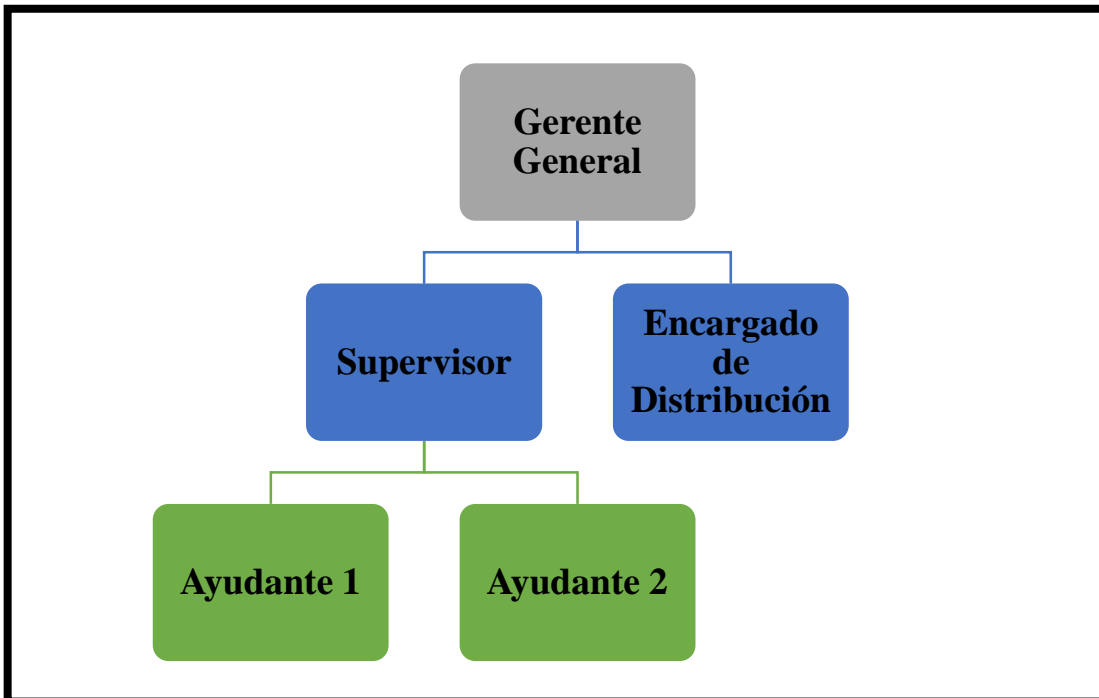 Gerente
General
Supervisor
Encargado
de
Distribución
Ayudante 1
Ayudante 2